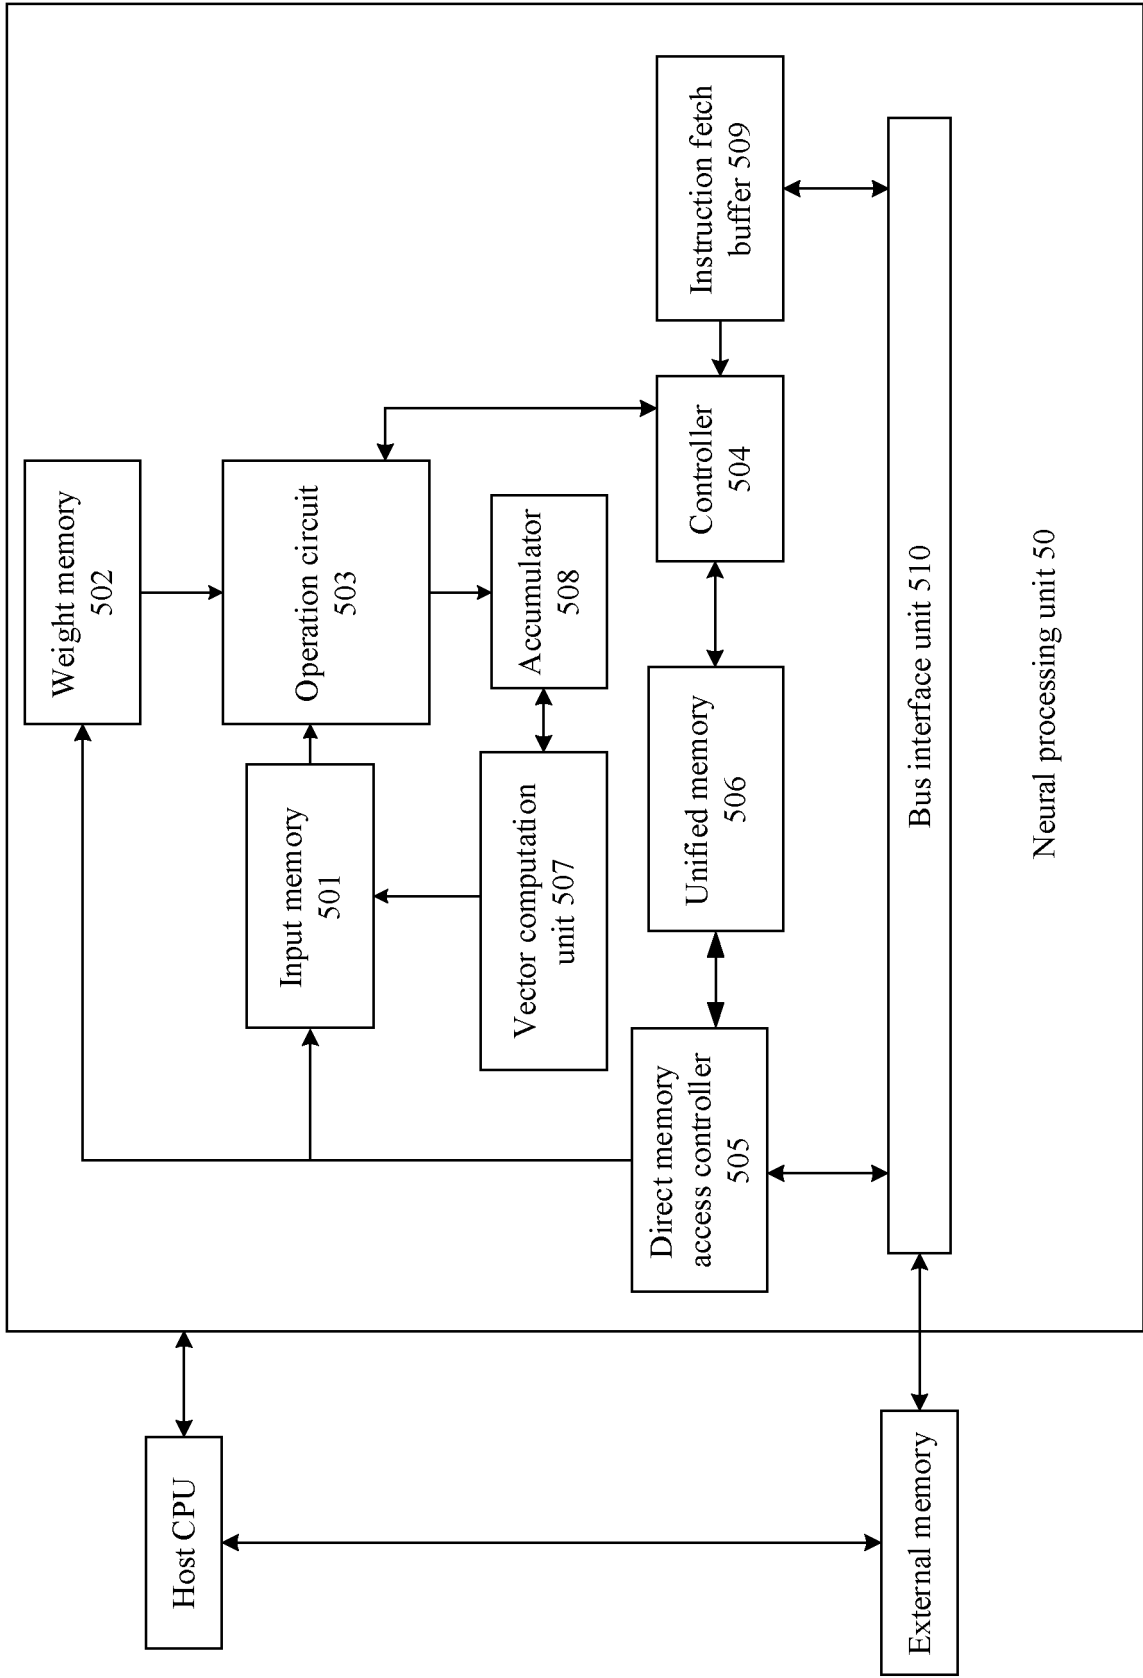 Host CPU
Weight memory
502
Input memory
501
Operation circuit
503
Vector computation
unit 507
Accumulator
508
Direct memory
access controller
505
Unified memory
506
Controller
504
Instruction fetch
buffer 509
External memory
Bus interface unit 510
Neural processing unit 50